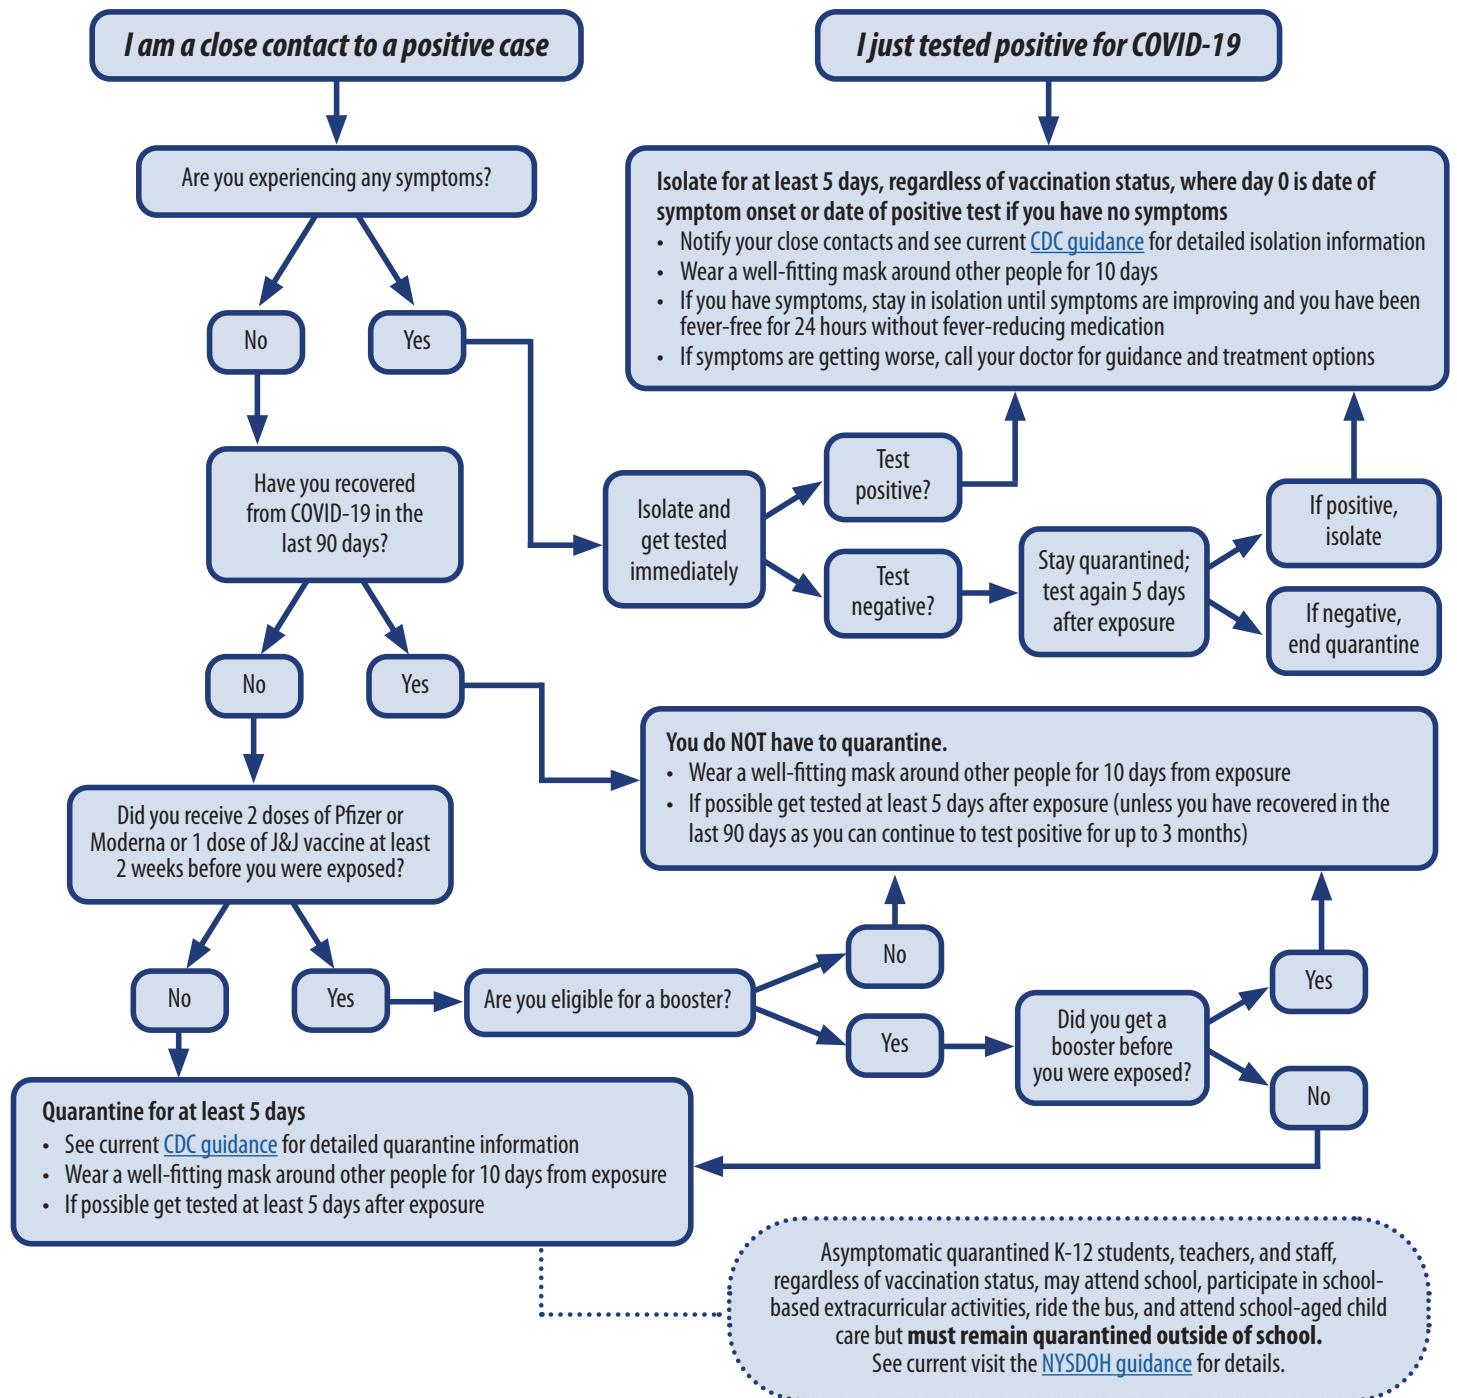 I am a close contact to a positive case
I just tested positive for COVID-19
Are you experiencing any symptoms?
Isolate for at least 5 days, regardless of vaccination status, where day 0 is date of
symptom onset or date of positive test if you have no symptoms
• Notify your close contacts and see current CDC guidance for detailed isolation information
• Wear a well-fitting mask around other people for 10 days
• If you have symptoms, stay in isolation until symptoms are improving and you have been
fever-free for 24 hours without fever-reducing medication
• If symptoms are getting worse, call your doctor for guidance and treatment options
No
Yes
Have you recovered
from COVID-19 in the
last 90 days?
Isolate and
get tested
immediately
Test
positive?
Test
negative?
Stay quarantined;
test again 5 days
after exposure
If positive,
isolate
If negative,
end quarantine
No
Yes
You do NOT have to quarantine.
• Wear a well-fitting mask around other people for 10 days from exposure
• If possible get tested at least 5 days after exposure (unless you have recovered in the
last 90 days as you can continue to test positive for up to 3 months)
Did you receive 2 doses of Pfizer or
Moderna or 1 dose of J&J vaccine at least
2 weeks before you were exposed?
No
Yes
Are you eligible for a booster?
No
Yes
Did you get a
booster before
you were exposed?
Yes
No
Quarantine for at least 5 days
• See current CDC guidance for detailed quarantine information
• Wear a well-fitting mask around other people for 10 days from exposure
• If possible get tested at least 5 days after exposure
Asymptomatic quarantined K-12 students, teachers, and staff,
regardless of vaccination status, may attend school, participate in school-
based extracurricular activities, ride the bus, and attend school-aged child
care but must remain quarantined outside of school.
See current visit the NYSDOH guidance for details.